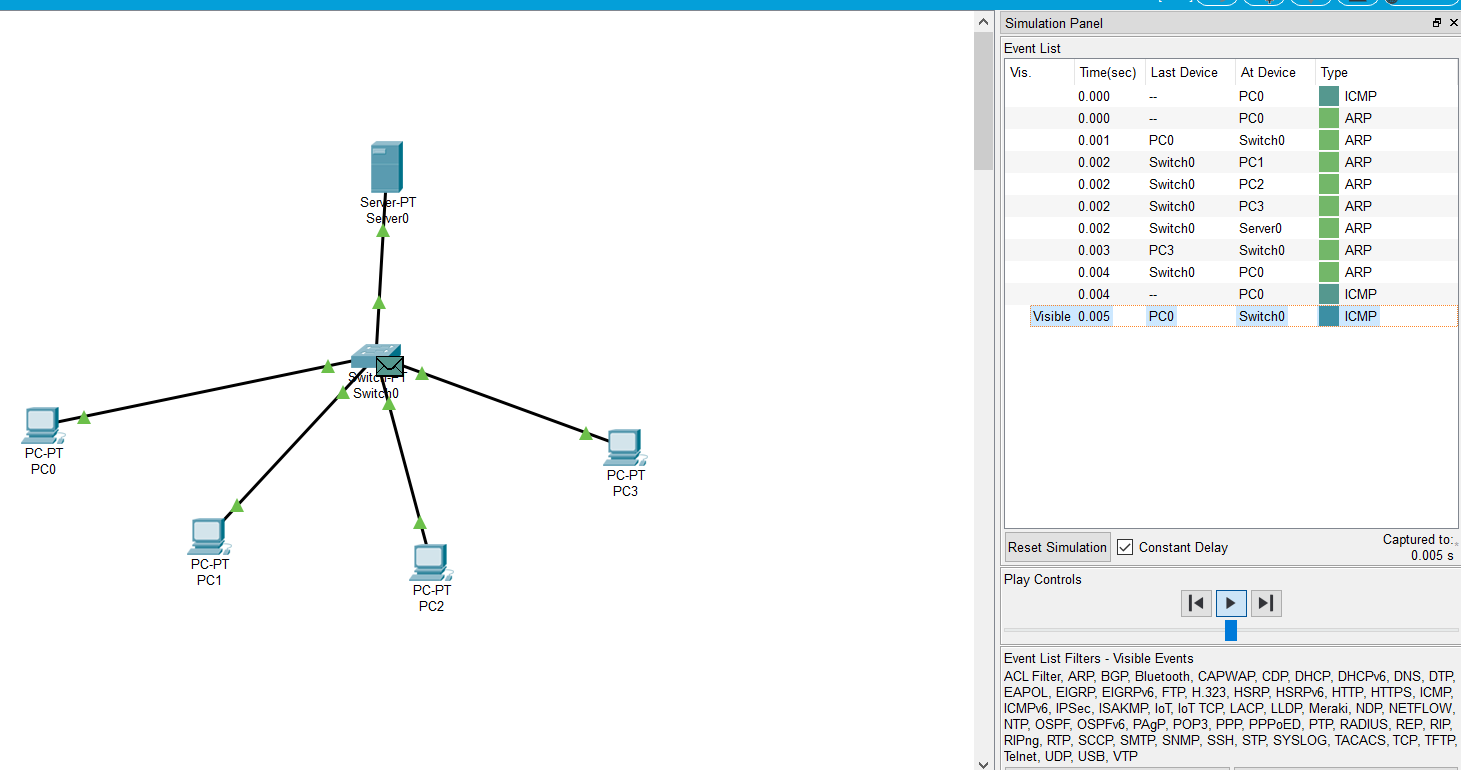 Simulation Panel
Event List
Vis. Time(sec) Last Device At Device Type
0.000 -- PC0 ICMP
0.000 -- PC0 ARP
0.001 PC0 Switch0 ARP
0.002 Switch0 PC1 ARP
0.002 Switch0 PC2 ARP
0.002 Switch0 PC3 ARP
0.002 Switch0 Server0 ARP
0.003 PC3 Switch0 ARP
0.004 Switch0 PC0 ARP
0.004 -- PC0 ICMP
Visible 0.005 PC0 Switch0 ICMP
Server-PT
Server0
Switch-PT
Switch0
PC-PT
PC0
PC-PT
PC1
PC-PT
PC2
PC-PT
PC3
Reset Simulation
Constant Delay
Captured to:
0.005 s
Play Controls
Event List Filters - Visible Events
ACL Filter, ARP, BGP, Bluetooth, CAPWAP, CDP, DHCP, DHCPv6, DNS, DTP,
EAPOL, EIGRP, EIGRPv6, FTP, H.323, HSRP, HSRPv6, HTTP, HTTPS, ICMP,
ICMPv6, IPSec, ISAKMP, IoT, IoT TCP, LACP, LLDP, Meraki, NDP, NETFLOW,
NTP, OSPF, OSPFv6, PAgP, POP3, PPP, PPPoED, PTP, RADIUS, REP, RIP,
RIPng, RTP, SCCP, SMTP, SNMP, SSH, STP, SYSLOG, TACACS, TCP, TFTP,
Telnet, UDP, USB, VTP